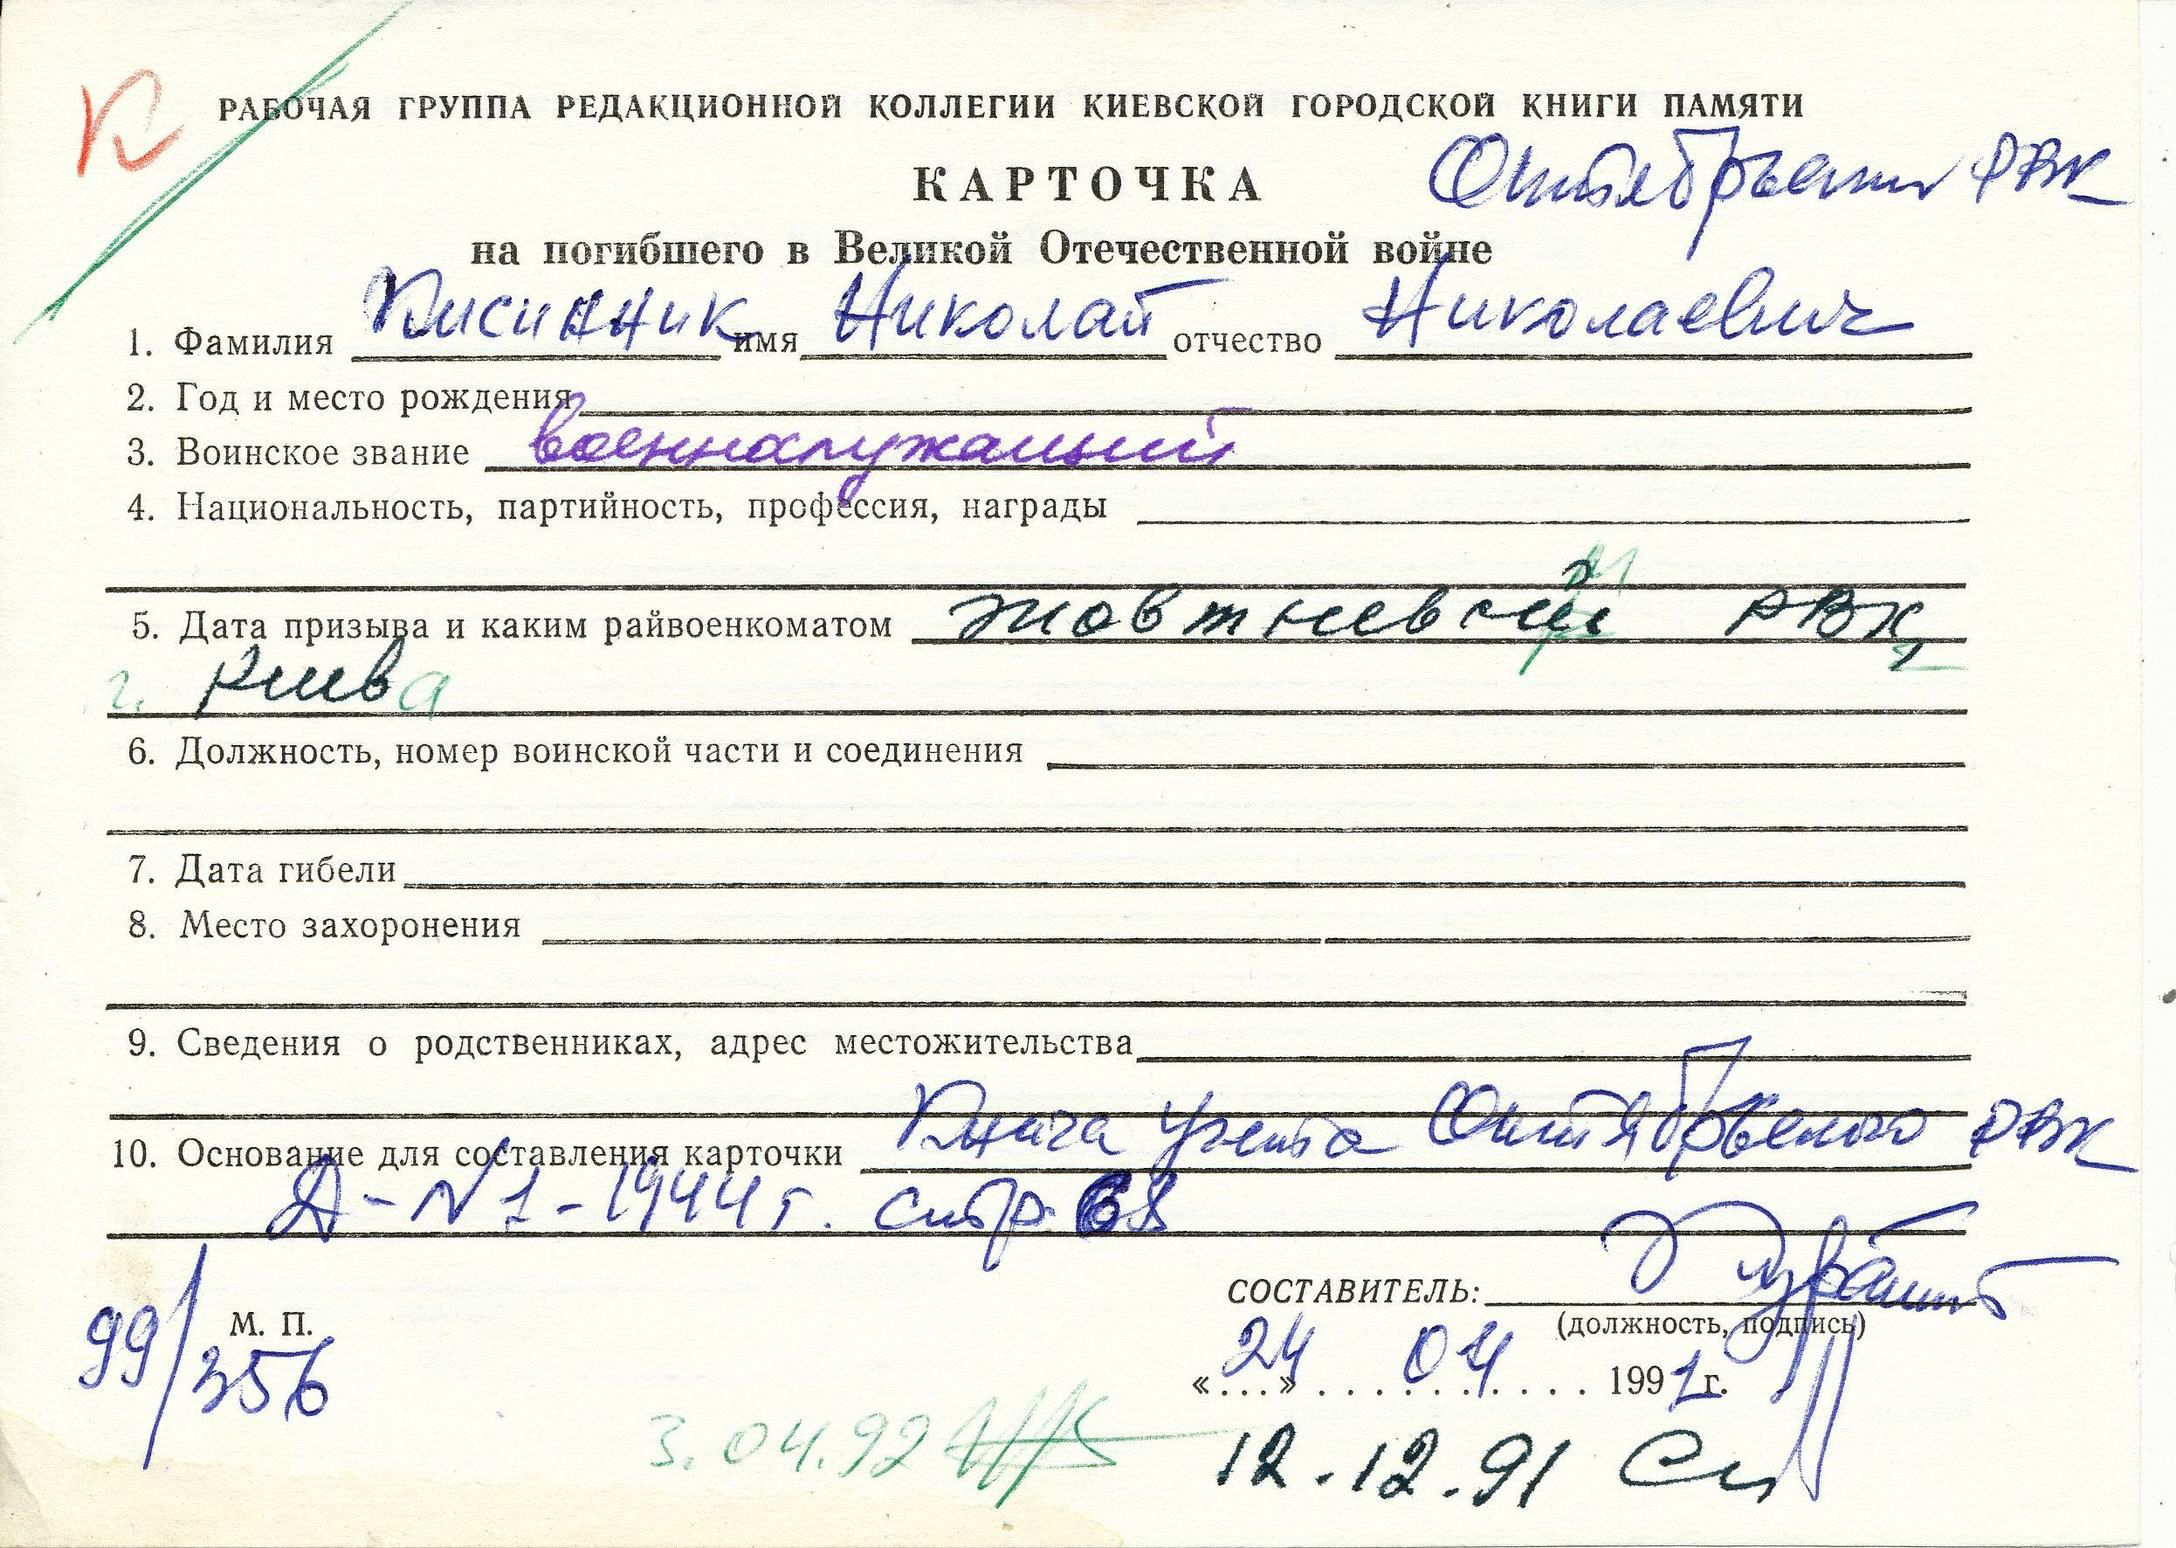 К
РАБОЧАЯ ГРУППА РЕДАКЦИОННОЙ КОЛЛЕГИИ КИЕВСКОЙ ГОРОДСКОЙ КНИГИ ПАМЯТИ
КАРТОЧКА
Октябрьский РВК
на погибшего в Великой Отечественной войне
1. Фамилия Кисинник имя Николай отчество Николаевич
2. Год и место рождения
3. Воинское звание военнослужащий
4. Национальность, партийность, профессия, награды
5. Дата призыва и каким райвоенкоматом Жовтневый РВК,
г. Киева
6. Должность, номер воинской части и соединения
7. Дата гибели
8. Место захоронения
9. Сведения о родственниках, адрес местожительства
10. Основание для составления карточки Книга учета Октябрьского РВК
Д-N1-1944г. стр. 68
СОСТАВИТЕЛЬ:
(должность, подпись)
М. П.
99/356
«24» 04 1991 г.
3.04.92
12.12.91